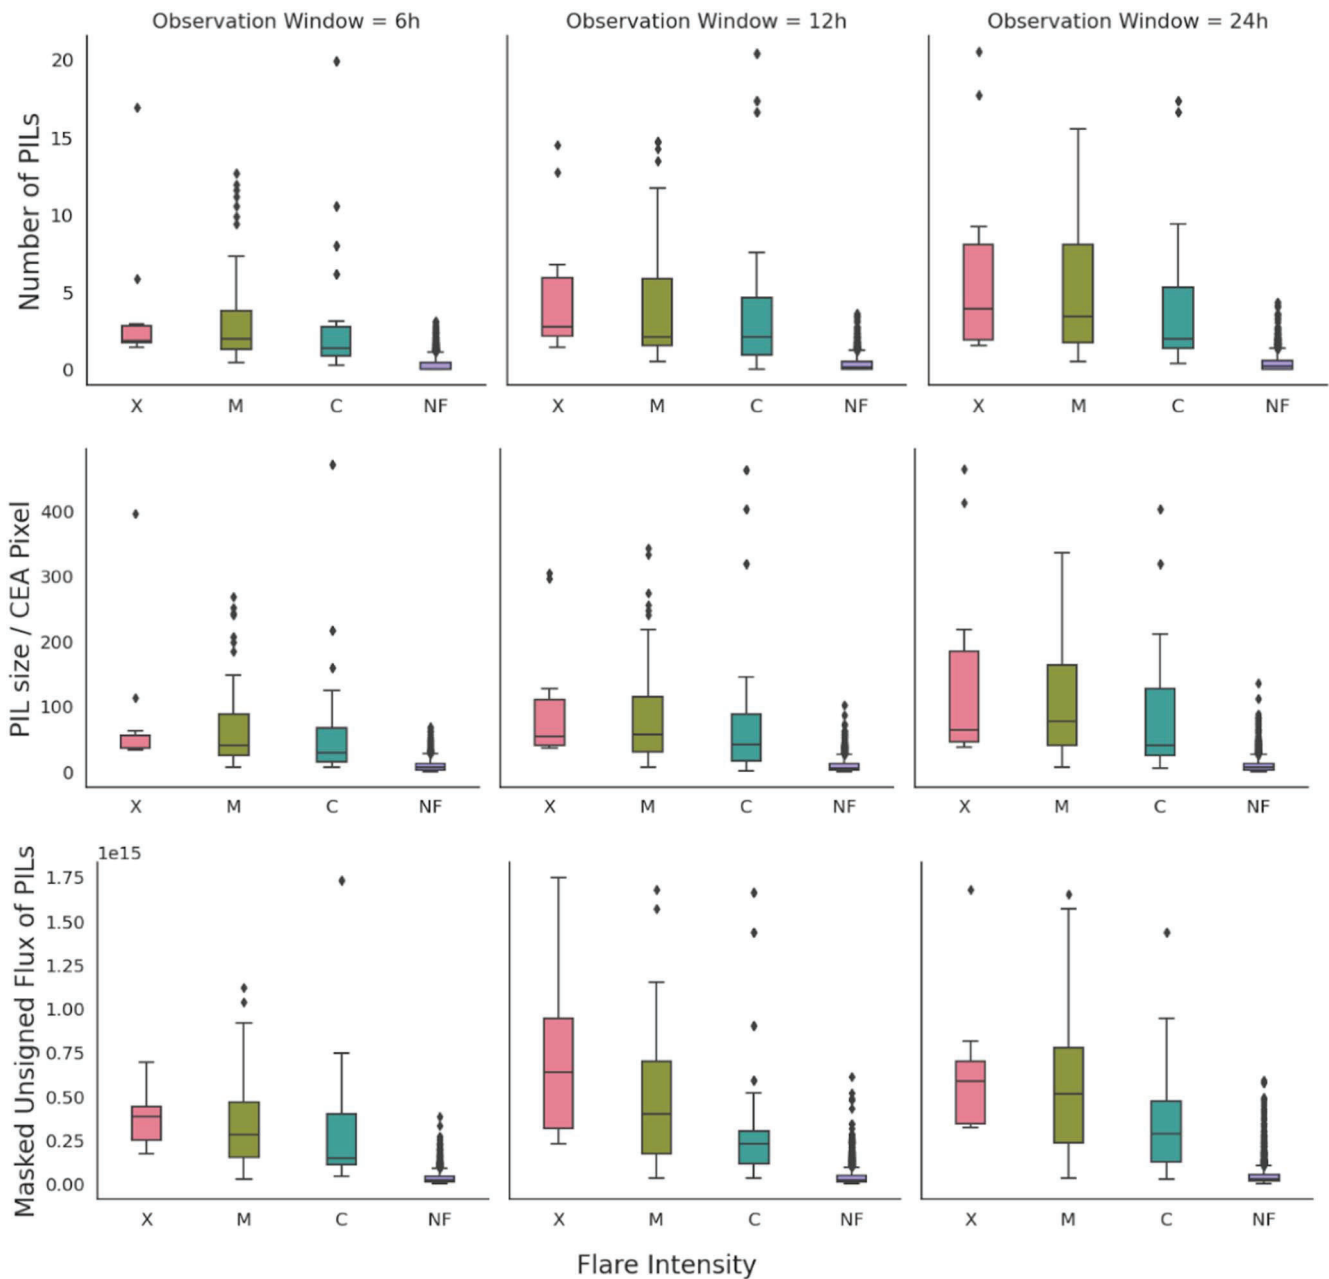 Observation Window = 6h
Observation Window = 12h
Observation Window = 24h
Number of PILs
20
15
10
5
0
X M C NF
X M C NF
X M C NF
PIL size / CEA Pixel
400
300
200
100
0
X M C NF
X M C NF
X M C NF
Masked Unsigned Flux of PILs
1e15
1.75
1.50
1.25
1.00
0.75
0.50
0.25
0.00
X M C NF
X M C NF
X M C NF
Flare Intensity